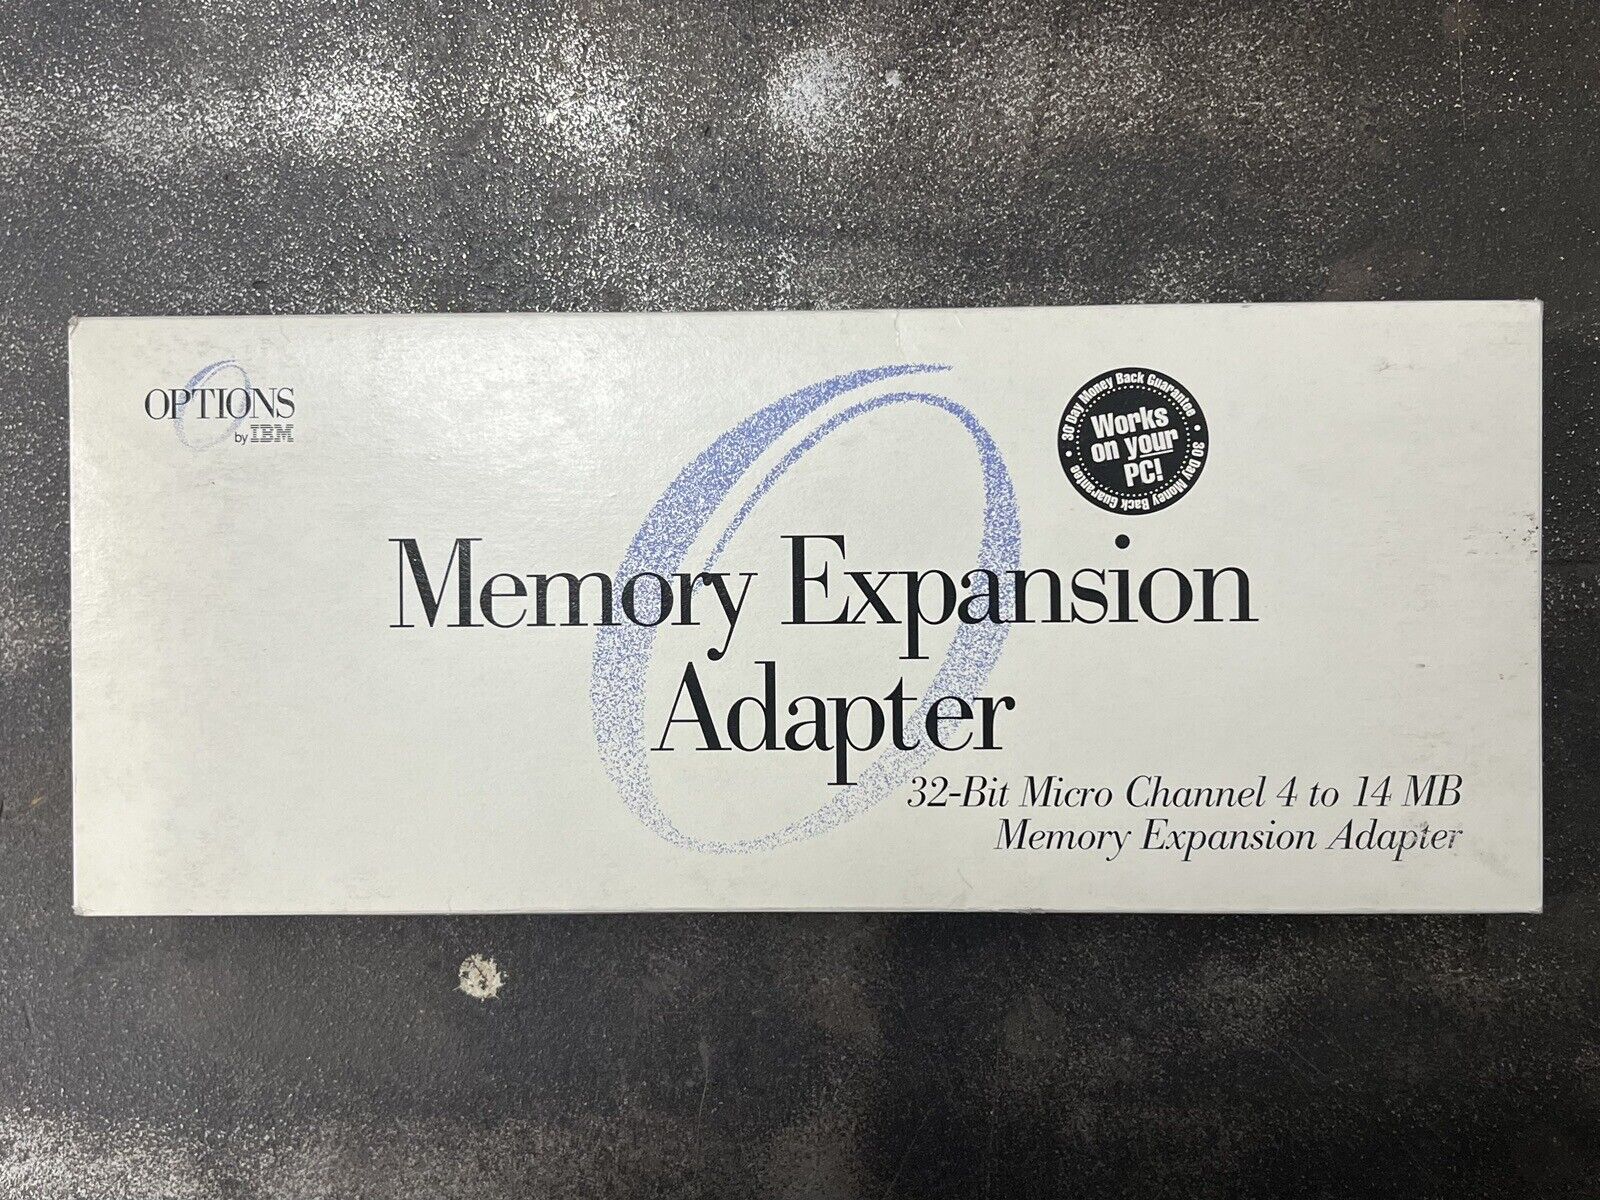 OPTIONS
by IBM
30 Day Money Back Guarantee • 30 Day Money Back Guarantee •
Works
on your
PC!
Memory Expansion
Adapter
32-Bit Micro Channel 4 to 14 MB
Memory Expansion Adapter